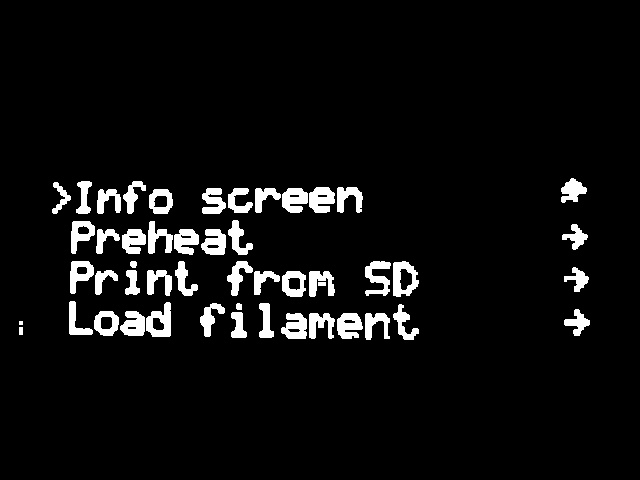 >Info screen ↑
Preheat →
Print from SD →
Load filament →